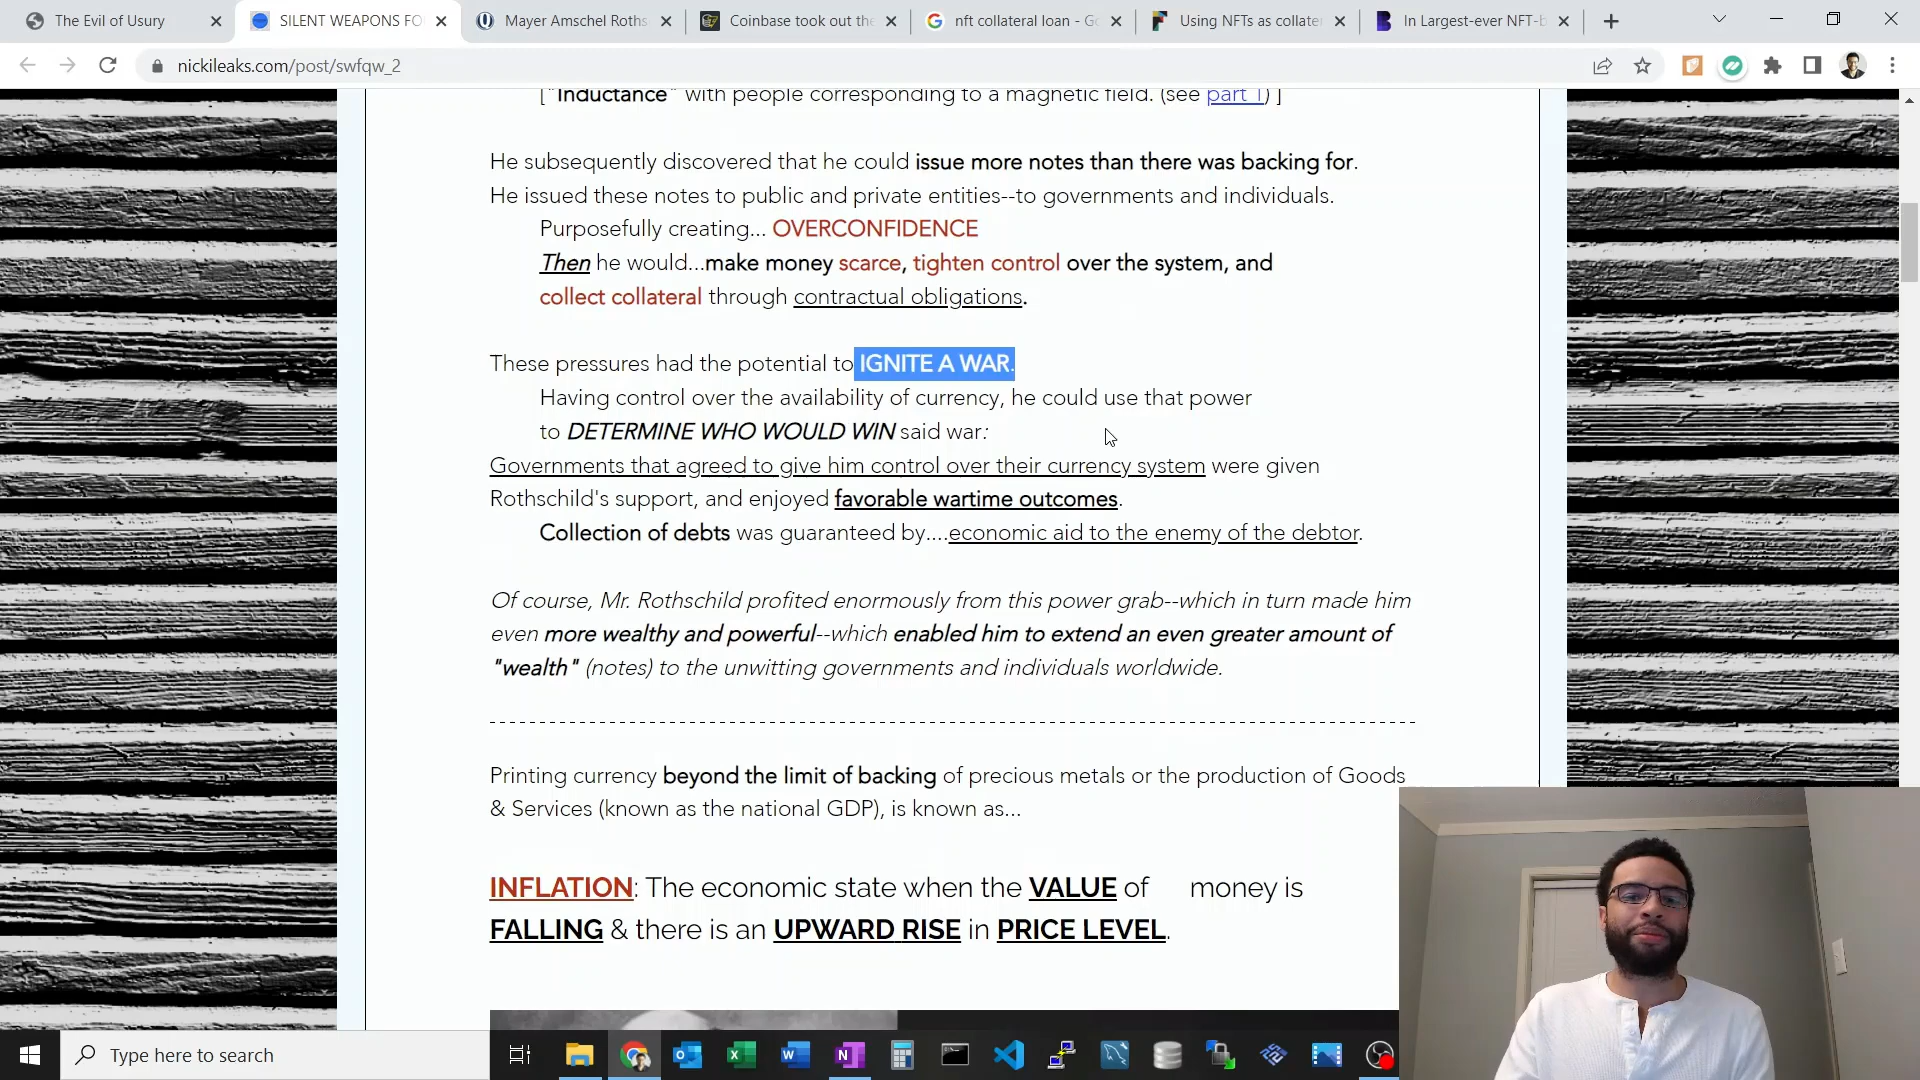 The Evil of Usury
SILENT WEAPONS FO
Mayer Amschel Roths
Coinbase took out the
nft collateral loan - Go
Using NFTs as collate
In Largest-ever NFT-b
nickileaks.com/post/swfqw_2
["Inductance" with people corresponding to a magnetic field. (see part 1) ]
He subsequently discovered that he could issue more notes than there was backing for.
He issued these notes to public and private entities--to governments and individuals.
Purposefully creating... OVERCONFIDENCE
Then he would...make money scarce, tighten control over the system, and
collect collateral through contractual obligations.
These pressures had the potential to IGNITE A WAR.
Having control over the availability of currency, he could use that power
to DETERMINE WHO WOULD WIN said war:
Governments that agreed to give him control over their currency system were given
Rothschild's support, and enjoyed favorable wartime outcomes.
Collection of debts was guaranteed by....economic aid to the enemy of the debtor.
Of course, Mr. Rothschild profited enormously from this power grab--which in turn made him
even more wealthy and powerful--which enabled him to extend an even greater amount of
"wealth" (notes) to the unwitting governments and individuals worldwide.
Printing currency beyond the limit of backing of precious metals or the production of Goods
& Services (known as the national GDP), is known as...
INFLATION: The economic state when the VALUE of money is
FALLING & there is an UPWARD RISE in PRICE LEVEL.
Type here to search